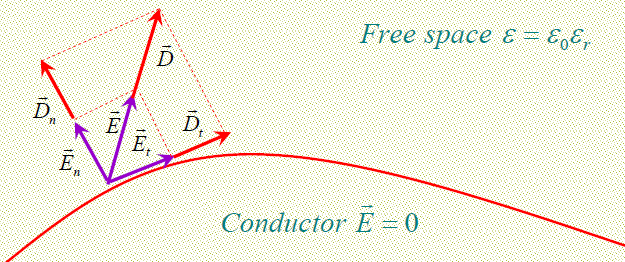 Free space ε = ε₀εᵣ
D⃗
D⃗ₙ
E⃗
E⃗ₜ
D⃗ₜ
E⃗ₙ
Conductor E⃗ = 0